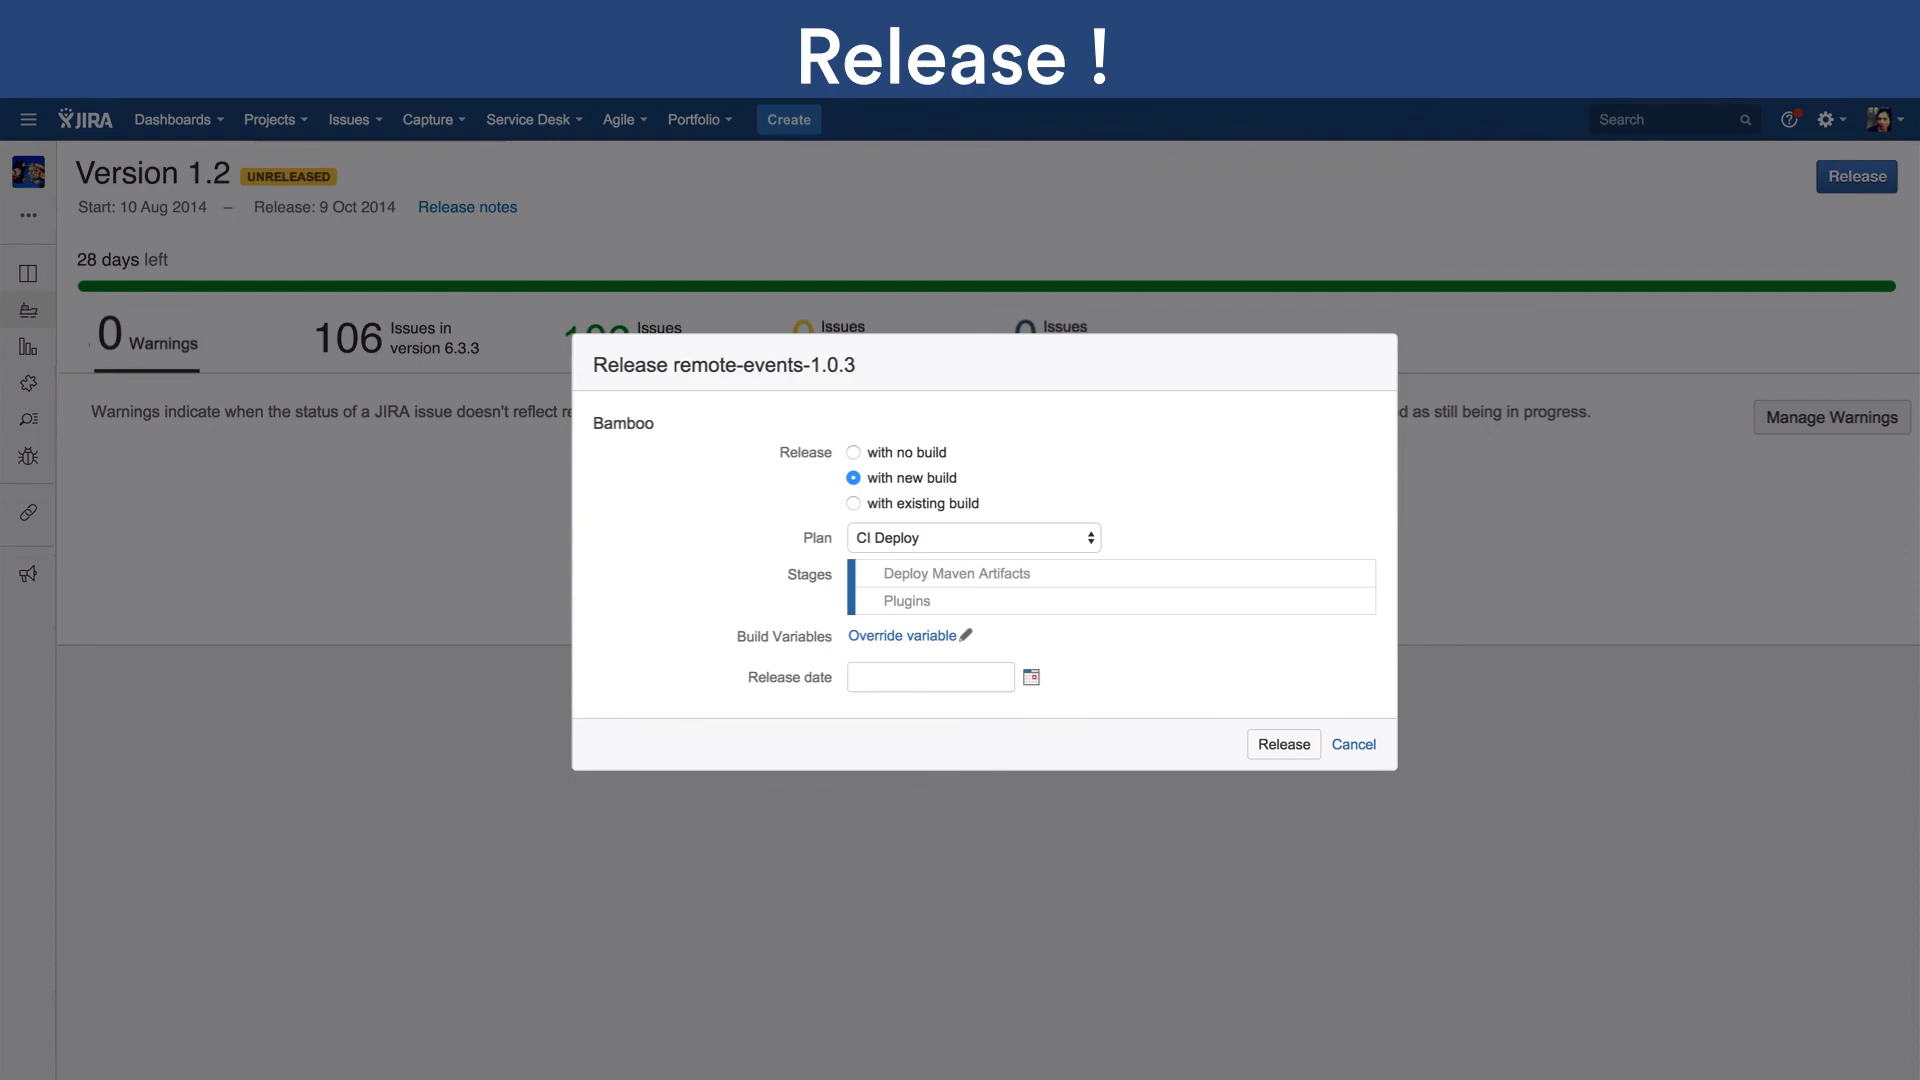 Release !
JIRA Dashboards Projects Issues Capture Service Desk Agile Portfolio Create Search
Version 1.2 UNRELEASED Release
Start: 10 Aug 2014 – Release: 9 Oct 2014 Release notes
28 days left
0 Warnings
106 Issues in version 6.3.3
Issues
0 Issues
0 Issues
Warnings indicate when the status of a JIRA issue doesn't reflect
d as still being in progress.
Manage Warnings
Release remote-events-1.0.3
Bamboo
Release with no build
with new build
with existing build
Plan CI Deploy
Stages Deploy Maven Artifacts
Plugins
Build Variables Override variable
Release date
Release Cancel